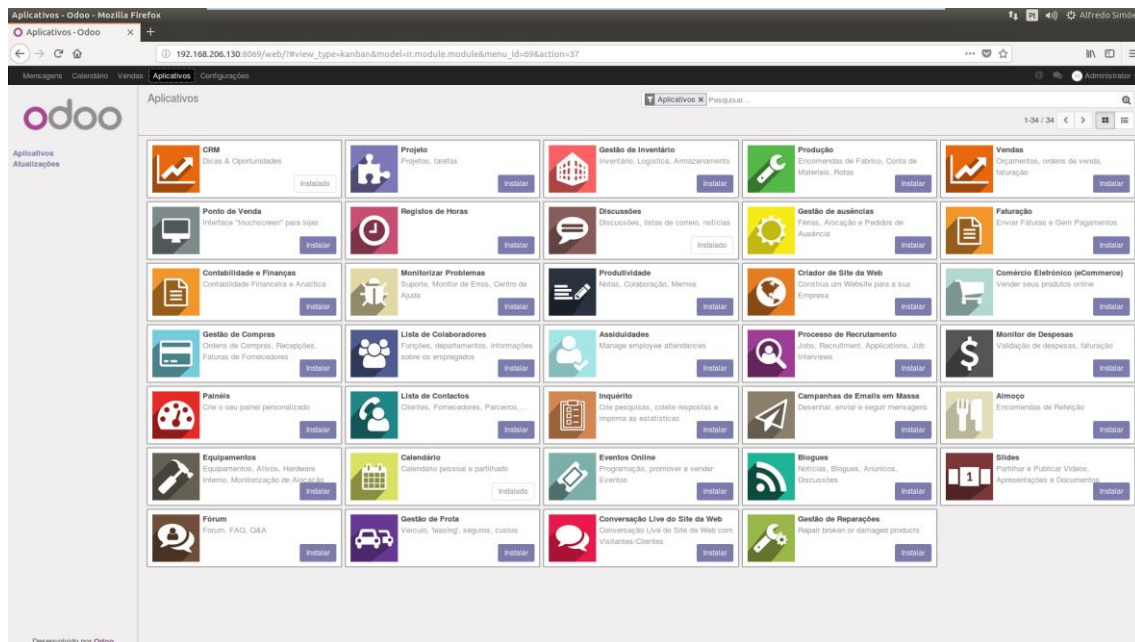 Aplicativos - Odoo - Mozilla Firefox
Pt
Alfredo Simõe
Aplicativos - Odoo
192.168.206.130:8069/web/?#view_type=kanban&model=ir.module.module&menu_id=69&action=37
Mensagens Calendário Vendas Aplicativos Configurações
Administrator
odoo
Aplicativos
Atualizações
Aplicativos
Aplicativos Pesquisar...
1-34 / 34
CRM
Dicas & Oportunidades
Instalado
Projeto
Projetos, tarefas
Instalar
Gestão de Inventário
Inventário, Logística, Armazenamento
Instalar
Produção
Encomendas de Fabrico, Conta de
Materiais, Rotas
Instalar
Vendas
Orçamentos, ordens de venda,
faturação
Instalar
Ponto de Venda
Interface "touchscreen" para lojas
Instalar
Registos de Horas
Instalar
Discussões
Discussões, listas de correio, notícias
Instalado
Gestão de ausências
Férias, Alocação e Pedidos de
Ausência
Instalar
Faturação
Enviar Faturas e Gerir Pagamentos
Instalar
Contabilidade e Finanças
Contabilidade Financeira e Analítica
Instalar
Monitorizar Problemas
Suporte, Monitor de Erros, Centro de
Ajuda
Instalar
Produtividade
Notas, Colaboração, Memos
Instalar
Criador de Site da Web
Construa um Website para a sua
Empresa
Instalar
Comércio Eletrónico (eCommerce)
Vender seus produtos online
Instalar
Gestão de Compras
Ordens de Compras, Recepções,
Faturas de Fornecedores
Instalar
Lista de Colaboradores
Funções, departamentos, informações
sobre os empregados
Instalar
Assiduidades
Manage employee attendances
Instalar
Processo de Recrutamento
Jobs, Recruitment, Applications, Job
Interviews
Instalar
Monitor de Despesas
Validação de despesas, faturação
Instalar
Painéis
Crie o seu painel personalizado
Instalar
Lista de Contactos
Clientes, Fornecedores, Parceiros,...
Instalar
Inquérito
Crie pesquisas, colete respostas e
imprima as estatísticas
Instalar
Campanhas de Emails em Massa
Desenhar, enviar e seguir mensagens
Instalar
Almoço
Encomendas de Refeição
Instalar
Equipamentos
Equipamentos, Ativos, Hardware
Interno, Monitorização de Alocação
Instalar
Calendário
Calendário pessoal e partilhado
Instalado
Eventos Online
Programação, promover e vender
Eventos
Instalar
Blogues
Notícias, Blogues, Anúncios,
Discussões
Instalar
1
Slides
Partilhar e Publicar Vídeos,
Apresentações e Documentos
Instalar
Fórum
Forum, FAQ, Q&A
Instalar
Gestão de Frota
Veículo, 'leasing', seguros, custos
Instalar
Conversação Live do Site da Web
Conversação Live do Site da Web com
Visitantes/Clientes
Instalar
Gestão de Reparações
Repair broken or damaged products
Instalar
Desenvolvido por Odoo